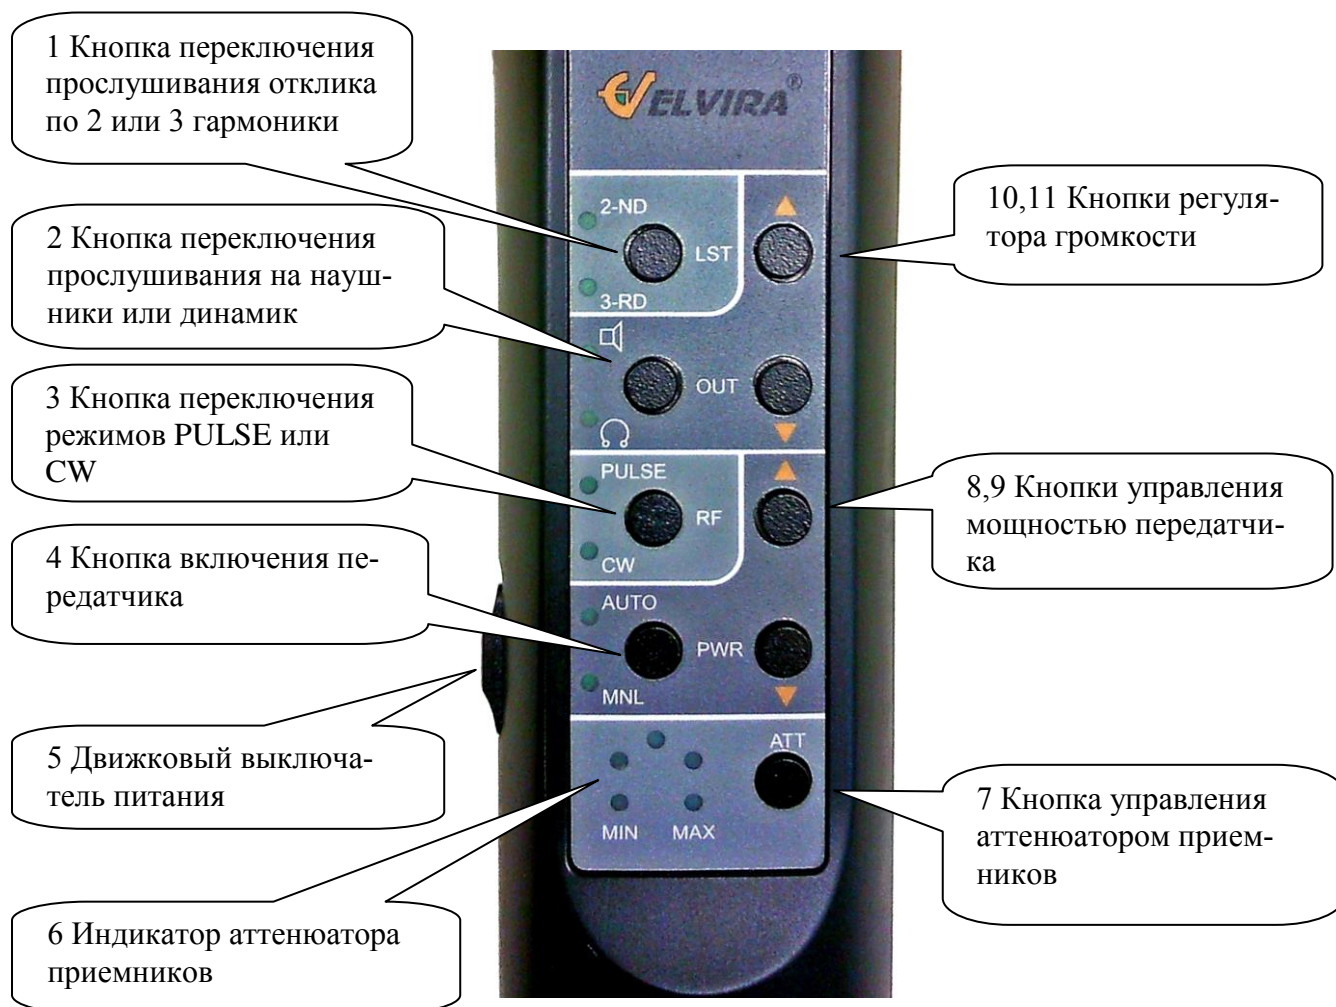 1 Кнопка переключения
прослушивания отклика
по 2 или 3 гармоники
2 Кнопка переключения
прослушивания на науш-
ники или динамик
3 Кнопка переключения
режимов PULSE или
CW
4 Кнопка включения пе-
редатчика
5 Движковый выключа-
тель питания
6 Индикатор аттенюатора
приемников
ELVIRA®
2-ND
LST
3-RD
OUT
PULSE
RF
CW
AUTO
PWR
MNL
ATT
MIN MAX
10,11 Кнопки регуля-
тора громкости
8,9 Кнопки управления
мощностью передатчи-
ка
7 Кнопка управления
аттенюатором прием-
ников